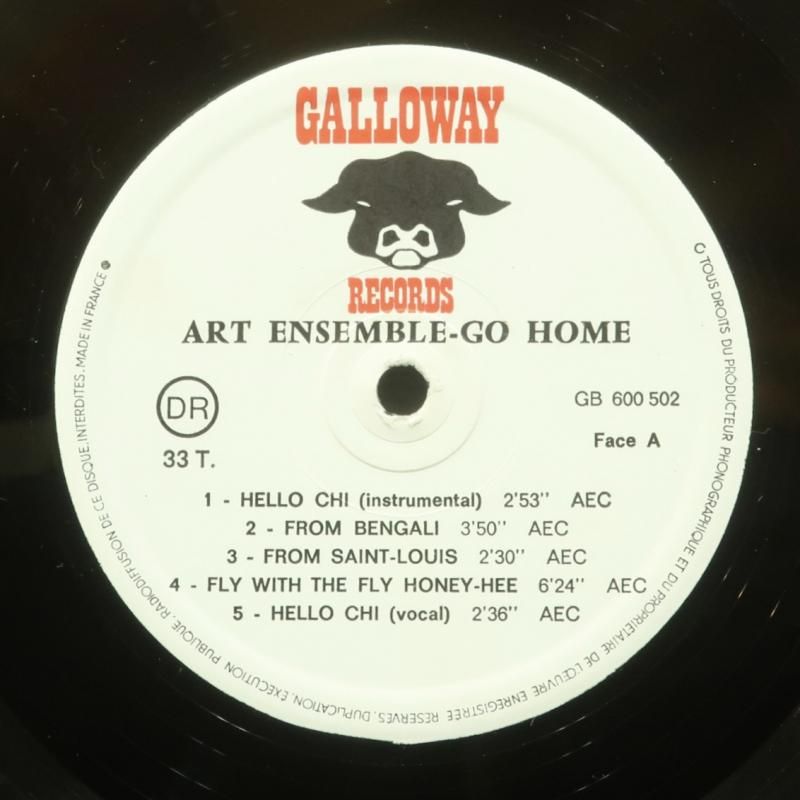 GALLOWAY
RECORDS
ART ENSEMBLE-GO HOME
DR
33 T.
GB 600 502
Face A
1 - HELLO CHI (instrumental) 2'53'' AEC
2 - FROM BENGALI 3'50'' AEC
3 - FROM SAINT-LOUIS 2'30'' AEC
4 - FLY WITH THE FLY HONEY-HEE 6'24'' AEC
5 - HELLO CHI (vocal) 2'36'' AEC
TOUS DROITS DU PRODUCTEUR PHONOGRAPHIQUE ET DU PROPRIETAIRE DE L'ŒUVRE ENREGISTREE RESERVES. DUPLICATION, EXECUTION PUBLIQUE, RADIODIFFUSION DE CE DISQUE, INTERDITES. MADE IN FRANCE